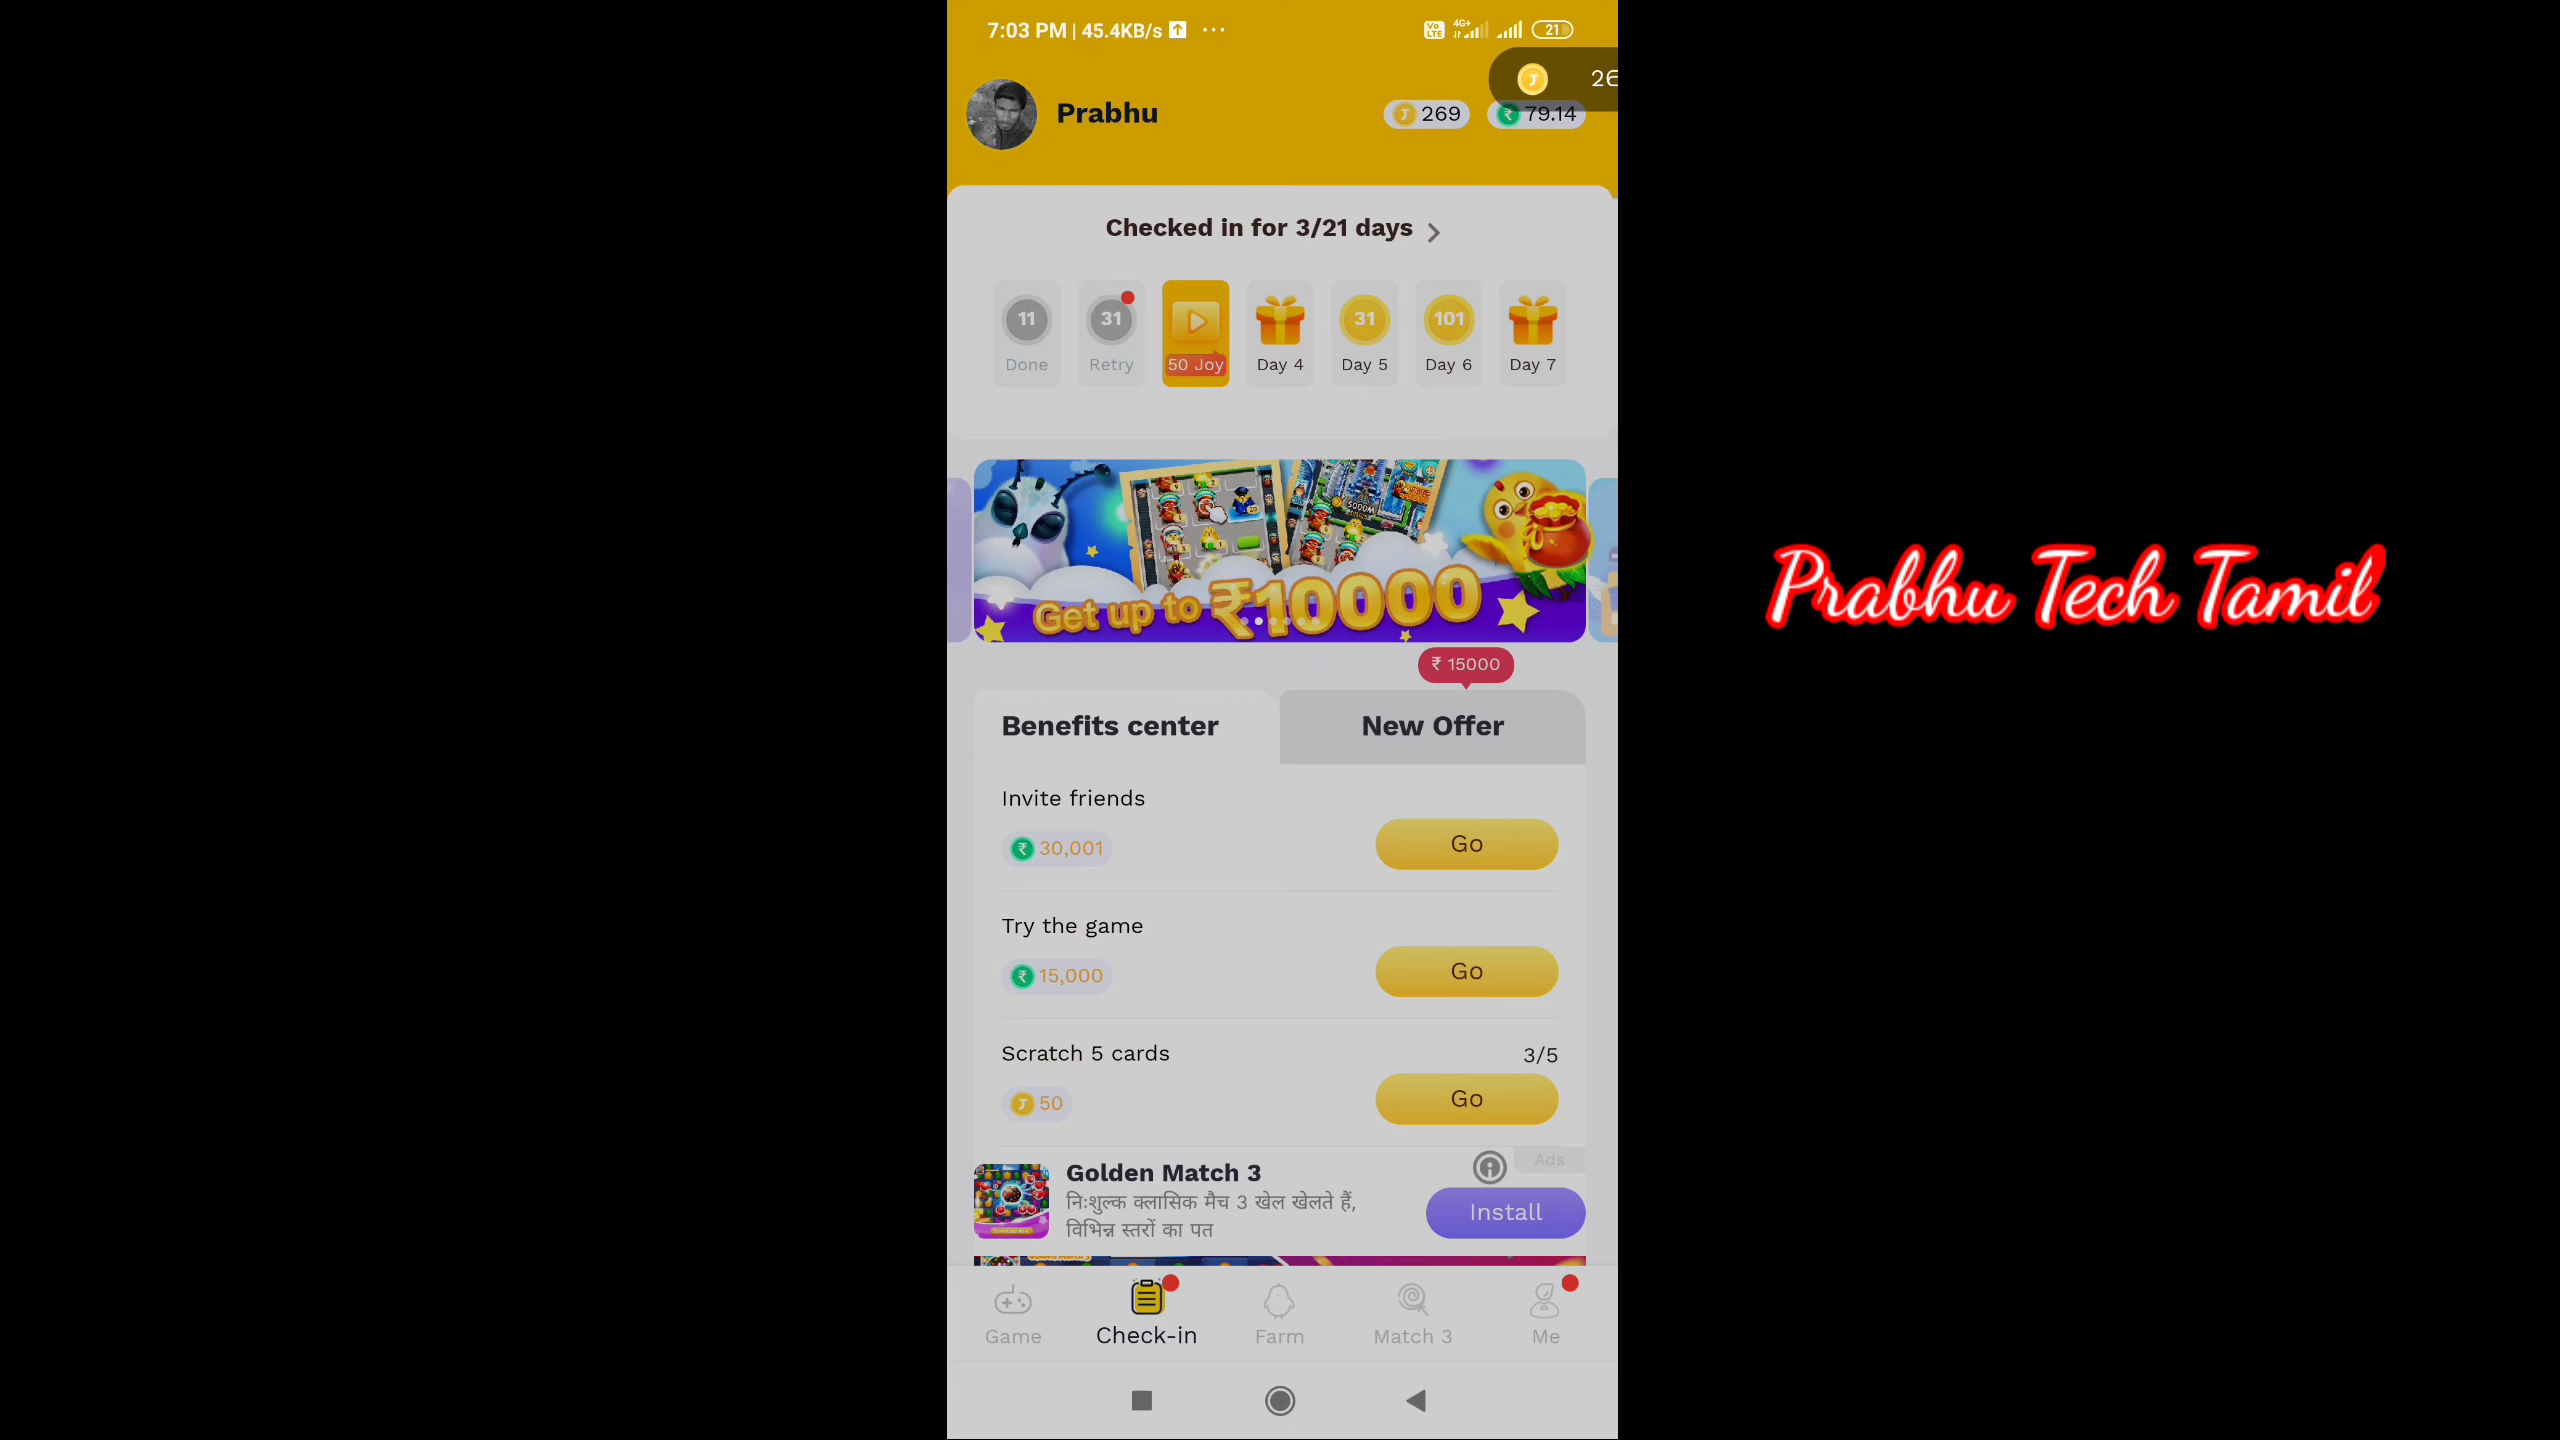 7:03 PM | 45.4KB/s ...
Vo LTE 4G+ 21
26
Prabhu
269 ₹ 79.14
Checked in for 3/21 days
11 31 31 101
Done Retry 50 Joy Day 4 Day 5 Day 6 Day 7
5000M
Get up to ₹10000
₹ 15000
Benefits center New Offer
Invite friends
₹ 30,001 Go
Try the game
₹ 15,000 Go
Scratch 5 cards 3/5
J 50 Go
Ads
Golden Match 3
निःशुल्क क्लासिक मैच 3 खेल खेलते हैं,
विभिन्न स्तरों का पत
Install
Game Check-in Farm Match 3 Me
Prabhu Tech Tamil